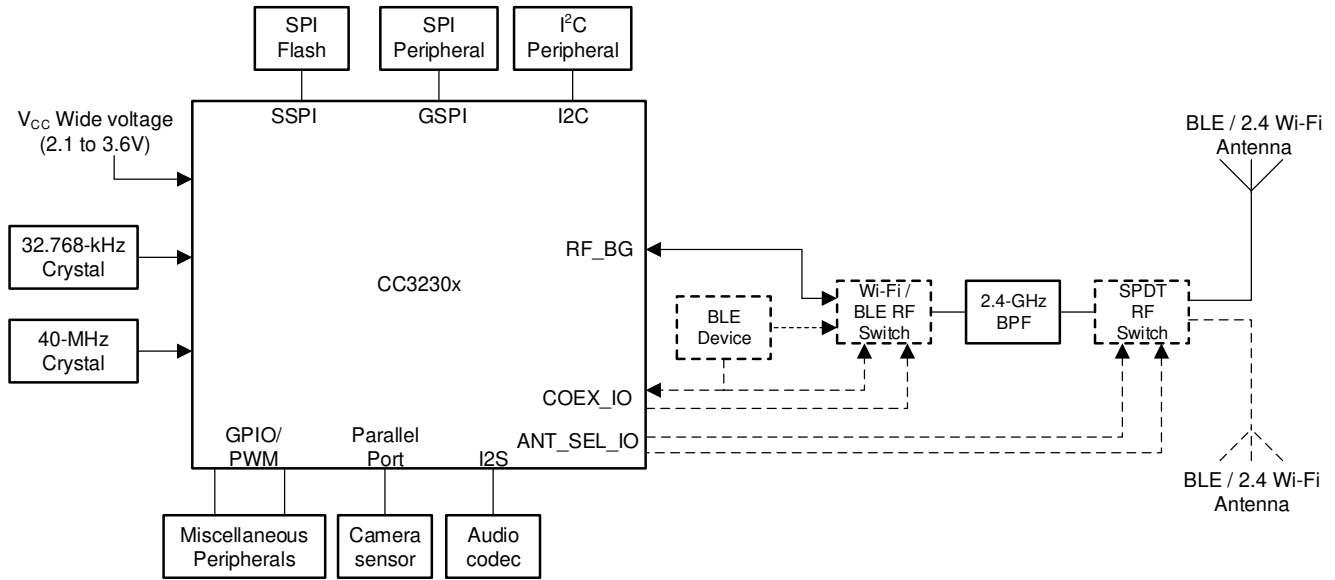 SPI
Flash
SPI
Peripheral
I²C
Peripheral
SSPI
GSPI
I2C
VCC Wide voltage
(2.1 to 3.6V)
BLE / 2.4 Wi-Fi
Antenna
32.768-kHz
Crystal
RF_BG
CC3230x
40-MHz
Crystal
BLE
Device
Wi-Fi /
BLE RF
Switch
2.4-GHz
BPF
SPDT
RF
Switch
COEX_IO
ANT_SEL_IO
GPIO/
PWM
Parallel
Port
I2S
BLE / 2.4 Wi-Fi
Antenna
Miscellaneous
Peripherals
Camera
sensor
Audio
codec